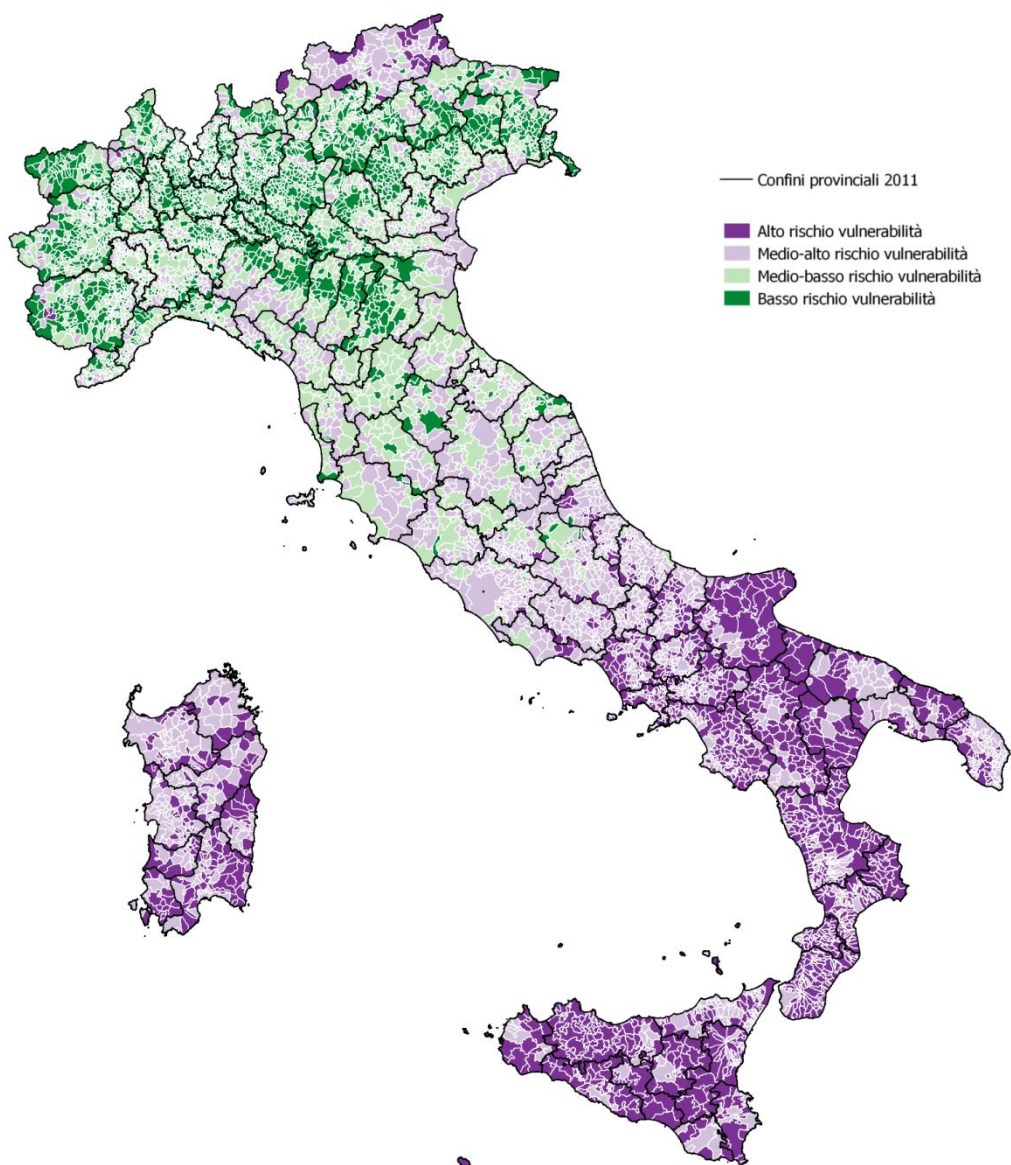 Confini provinciali 2011
Alto rischio vulnerabilità
Medio-alto rischio vulnerabilità
Medio-basso rischio vulnerabilità
Basso rischio vulnerabilità